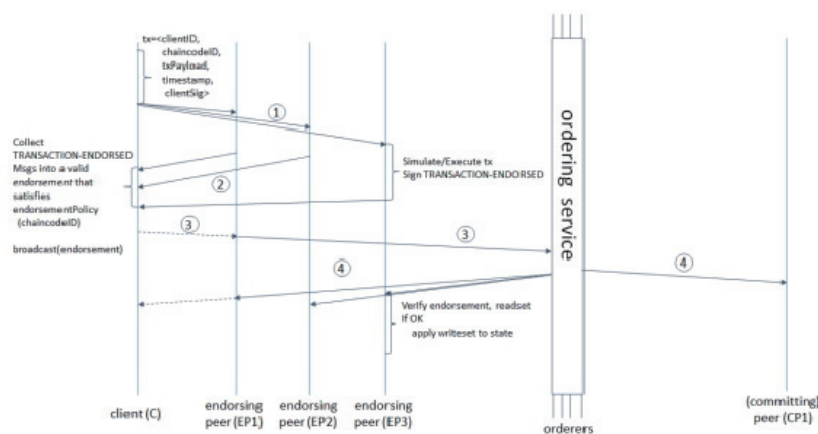 tx=<clientID,
chaincodeID,
txPayload,
timestamp,
clientSig>
①
Collect
TRANSACTION-ENDORSED
Msgs into a valid
endorsement that
satisfies
endorsementPolicy
(chaincodeID)
②
Simulate/Execute tx
Sign TRANSACTION-ENDORSED
③
③
broadcast(endorsement)
④
④
Verify endorsement, readset
If OK
apply writeset to state
ordering service
client (C)
endorsing
peer (EP1)
endorsing
peer (EP2)
endorsing
peer (EP3)
orderers
(committing)
peer (CP1)